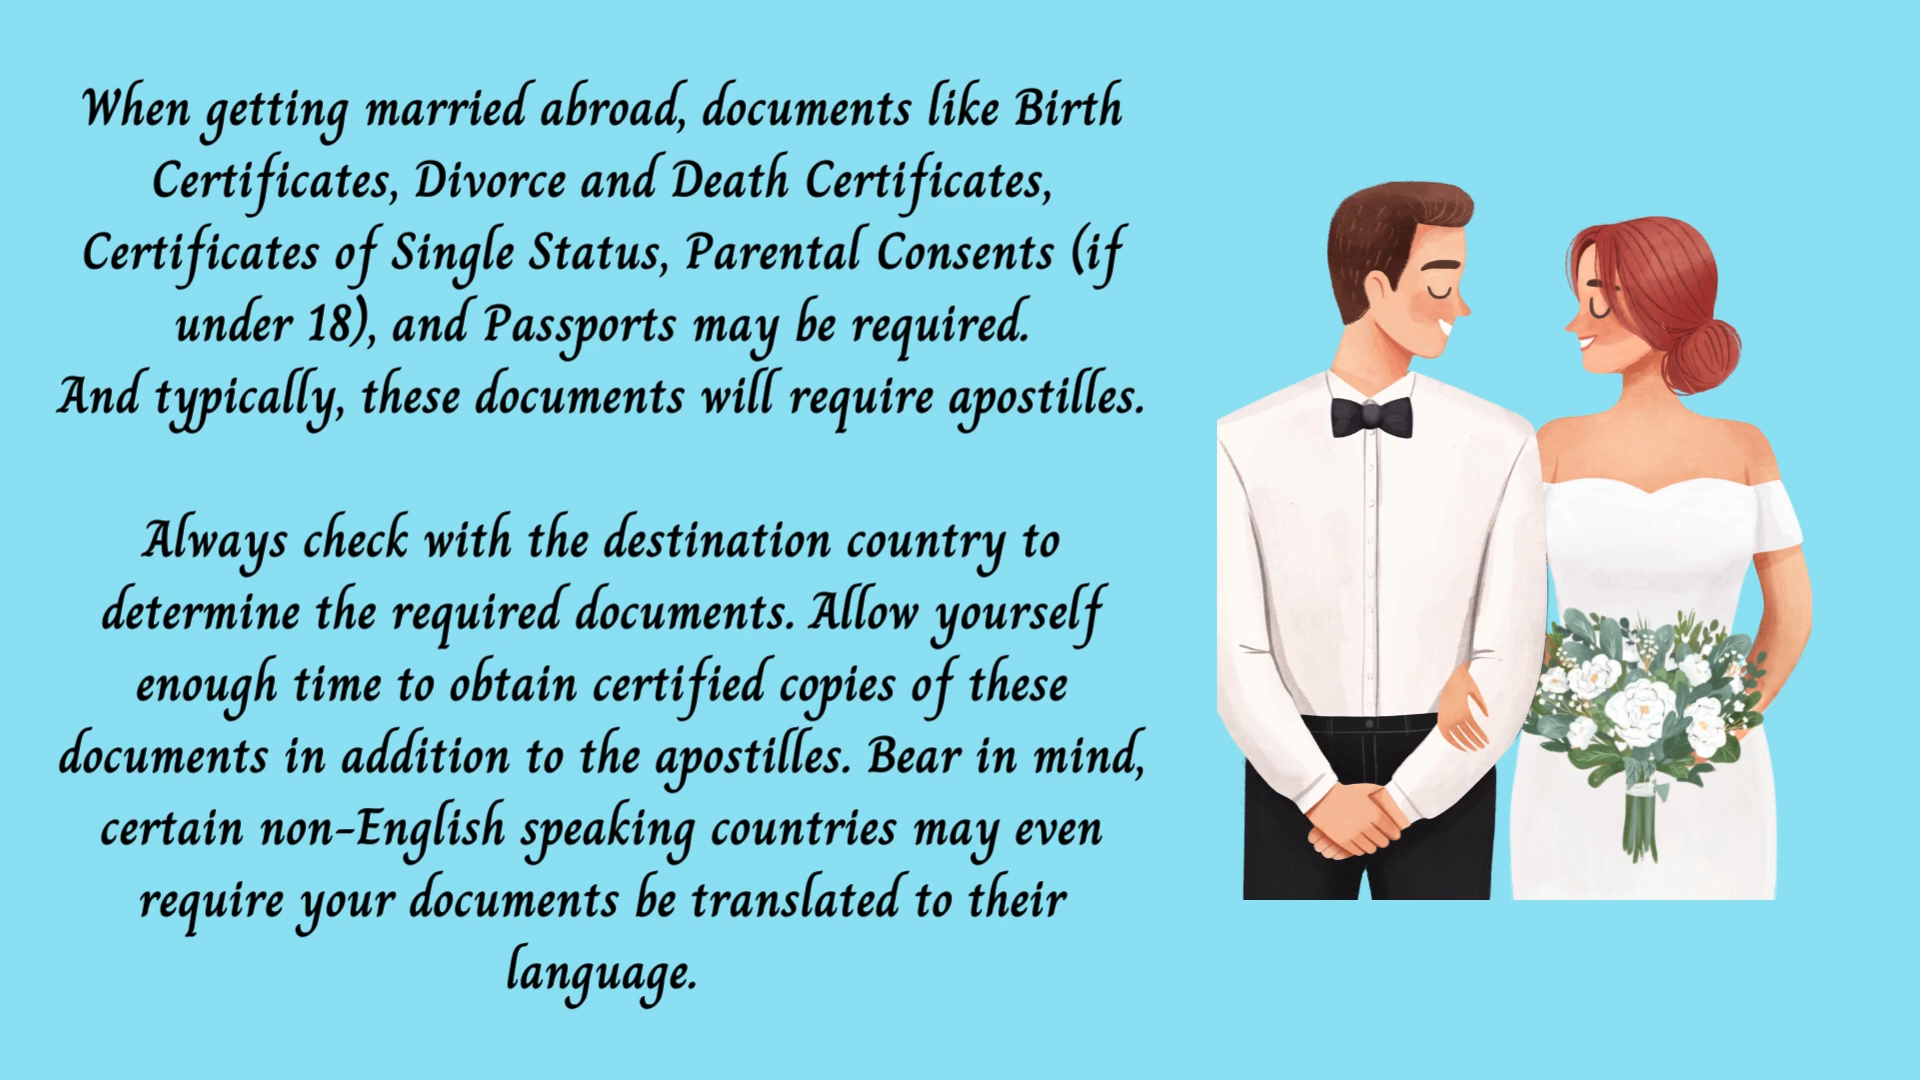 When getting married abroad, documents like Birth
Certificates, Divorce and Death Certificates,
Certificates of Single Status, Parental Consents (if
under 18), and Passports may be required.
And typically, these documents will require apostilles.
Always check with the destination country to
determine the required documents. Allow yourself
enough time to obtain certified copies of these
documents in addition to the apostilles. Bear in mind,
certain non-English speaking countries may even
require your documents be translated to their
language.